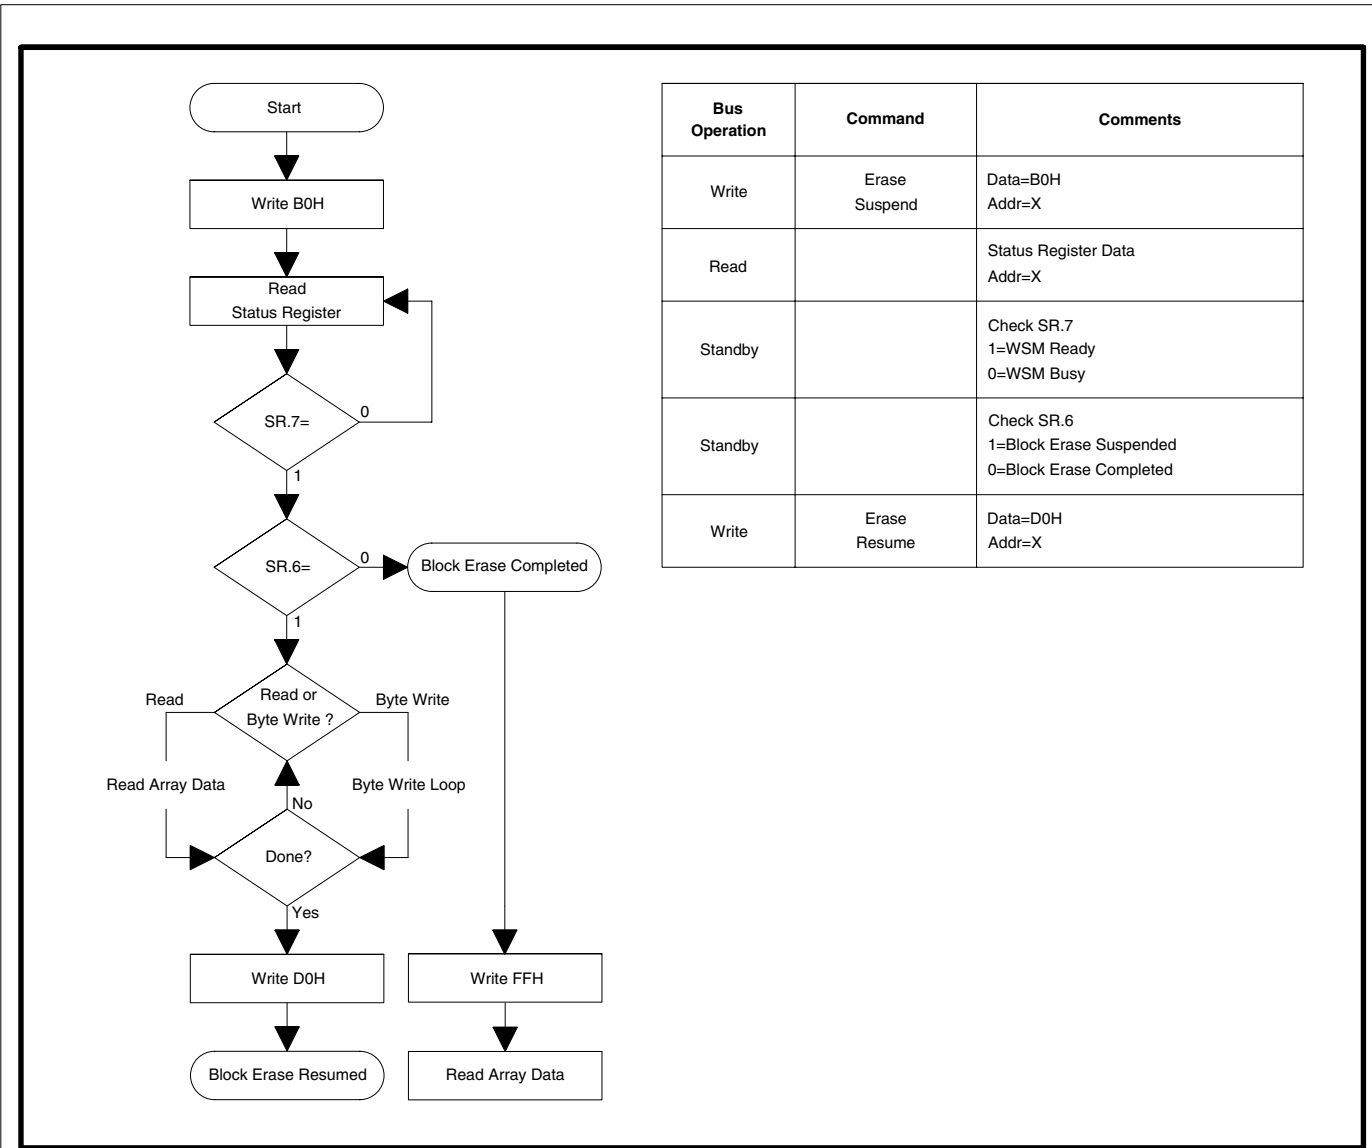 Start
Write B0H
Read
Status Register
SR.7=
0
1
SR.6=
0
Block Erase Completed
1
Read or
Byte Write ?
Read
Byte Write
Read Array Data
Byte Write Loop
No
Done?
Yes
Write D0H
Write FFH
Block Erase Resumed
Read Array Data
Bus
Operation
Command
Comments
Write
Erase
Suspend
Data=B0H
Addr=X
Read
Status Register Data
Addr=X
Standby
Check SR.7
1=WSM Ready
0=WSM Busy
Standby
Check SR.6
1=Block Erase Suspended
0=Block Erase Completed
Write
Erase
Resume
Data=D0H
Addr=X